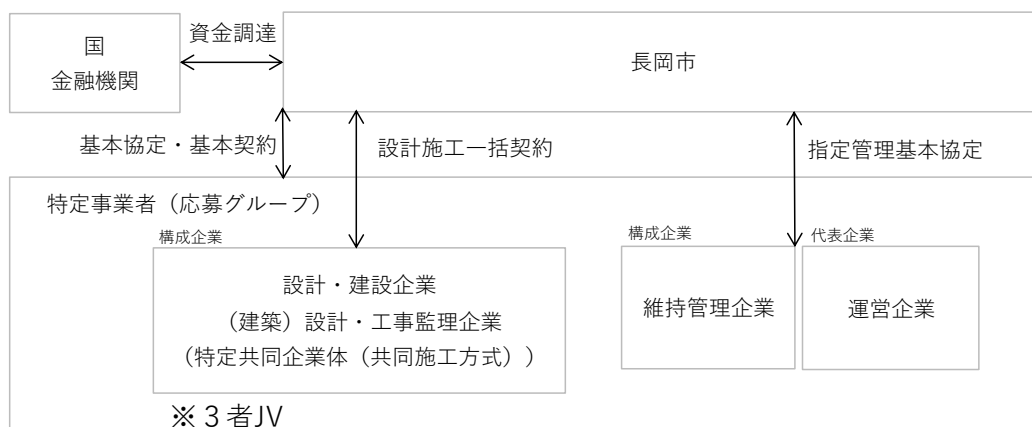 国
金融機関
資金調達
長岡市
基本協定・基本契約
設計施工一括契約
指定管理基本協定
特定事業者（応募グループ）
構成企業
設計・建設企業
（建築）設計・工事監理企業
（特定共同企業体（共同施工方式））
※３者JV
構成企業
維持管理企業
代表企業
運営企業